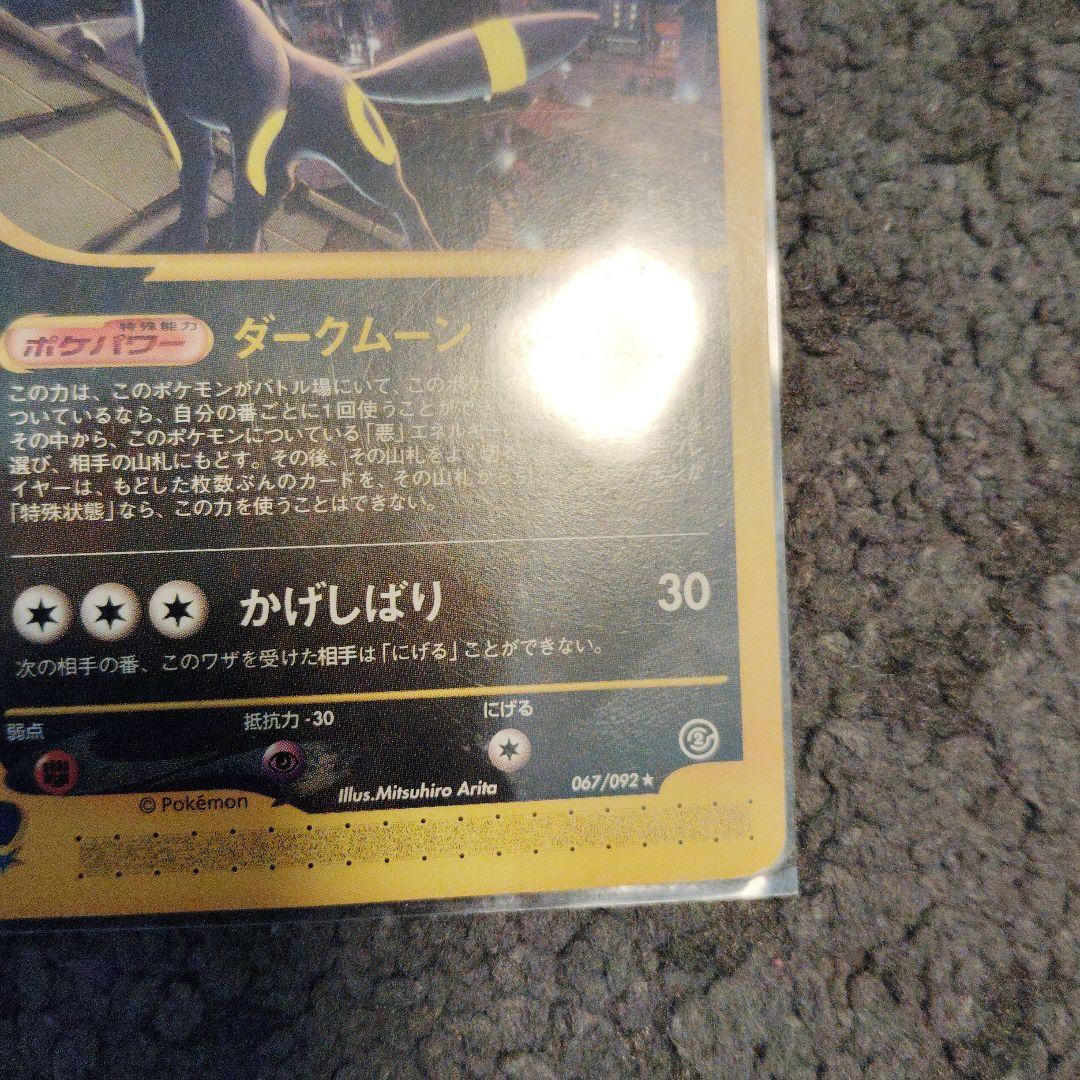 特殊能力
ポケパワー ダークムーン
この力は、このポケモンがバトル場にいて、この
ついているなら、自分の番ごとに1回使うことができ
その中から、このポケモンについている「悪」エネルギー
選び、相手の山札にもどす。その後、その山札をよく切
イヤーは、もどした枚数ぶんのカードを、その山札
「特殊状態」なら、この力を使うことはできない。
かげしばり 30
次の相手の番、このワザを受けた相手は「にげる」ことができない。
弱点 抵抗力 -30 にげる
Illus.Mitsuhiro Arita 067/092★
© Pokémon